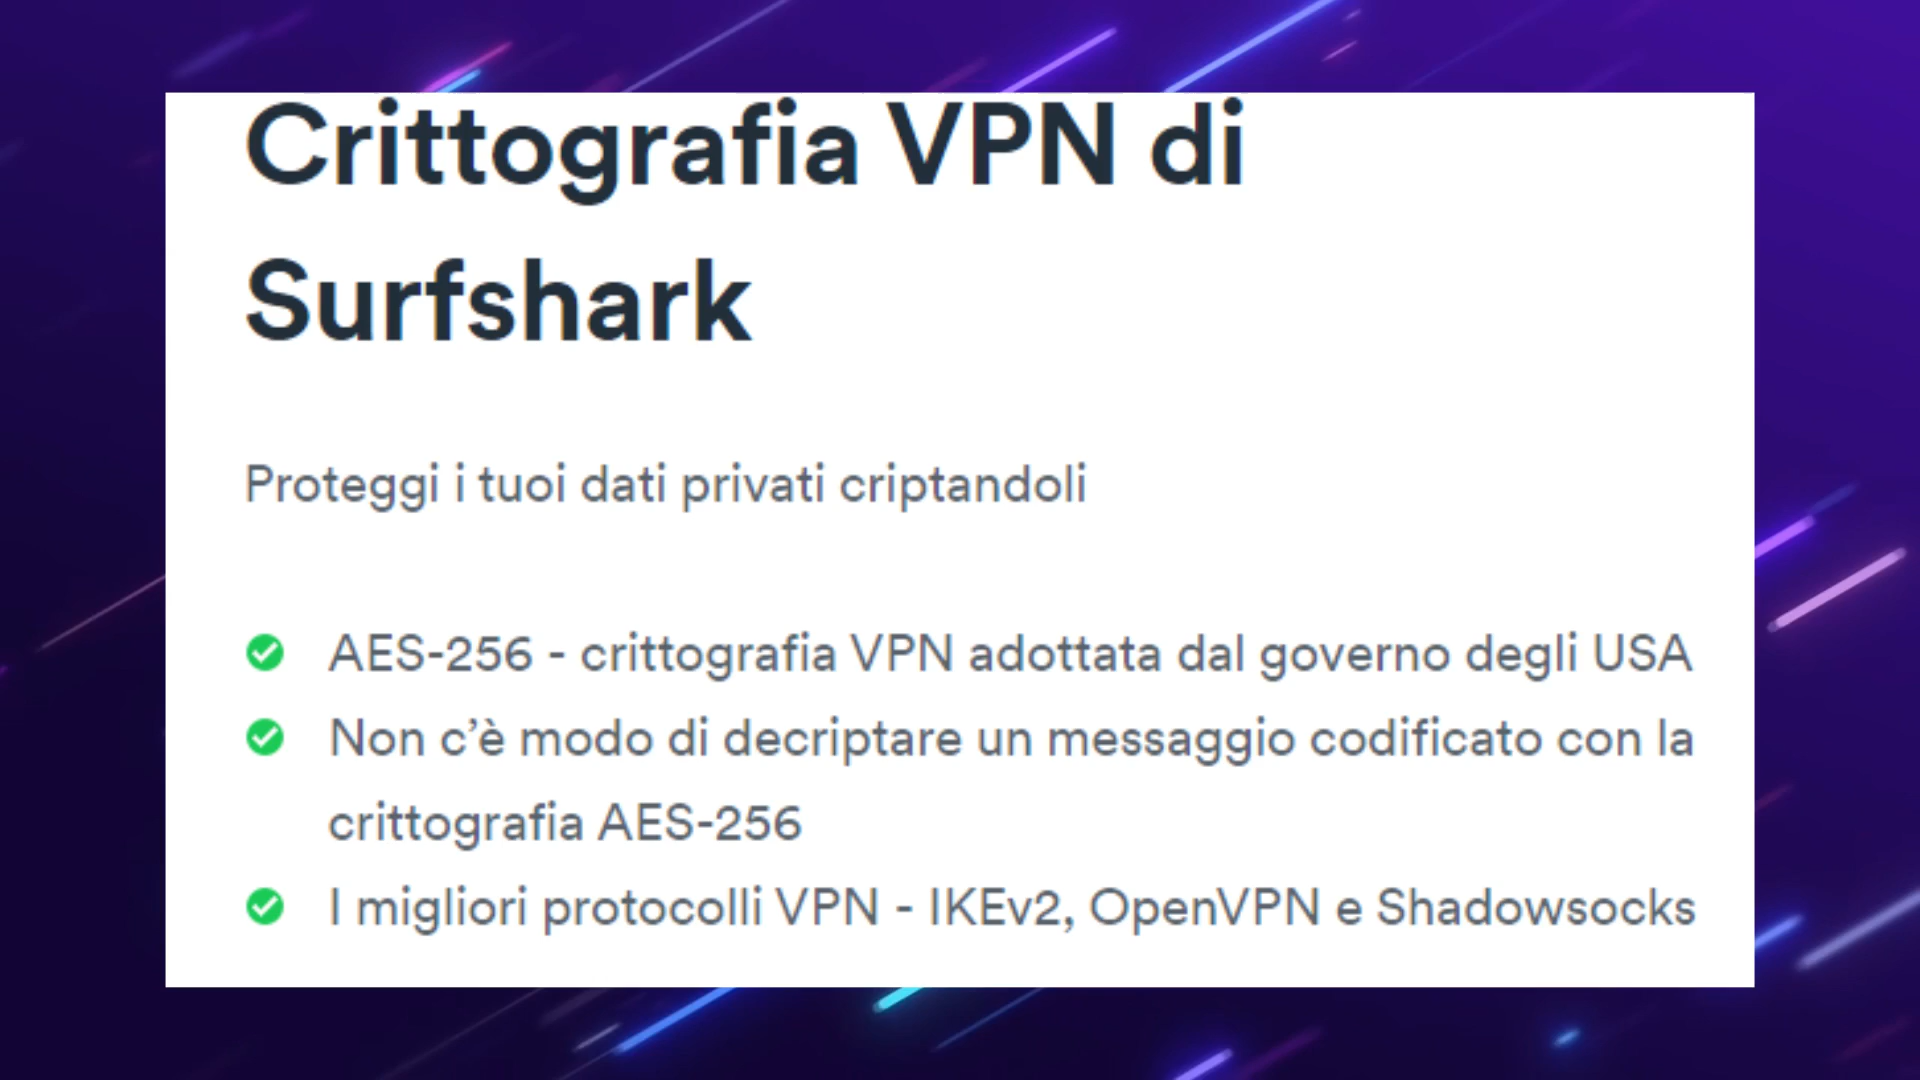 Crittografia VPN di
Surfshark
Proteggi i tuoi dati privati criptandoli
AES-256 - crittografia VPN adottata dal governo degli USA
Non c’è modo di decriptare un messaggio codificato con la
crittografia AES-256
I migliori protocolli VPN - IKEv2, OpenVPN e Shadowsocks